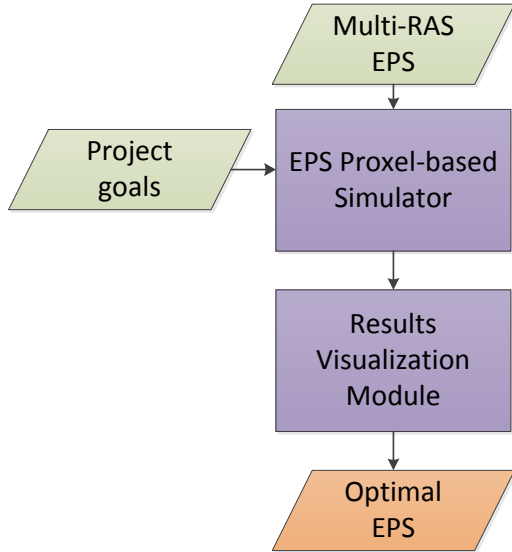 Multi-RAS
EPS
Project
goals
EPS Proxel-based
Simulator
Results
Visualization
Module
Optimal
EPS